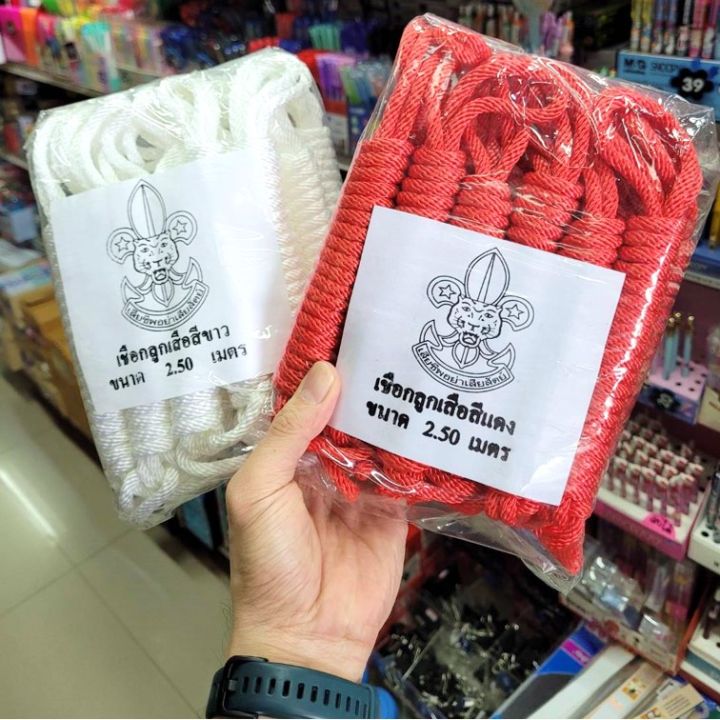 เสียชีพอย่าเสียสัตย์
เชือกลูกเสือสีขาว
ขนาด 2.50 เมตร
เสียชีพอย่าเสียสัตย์
เชือกลูกเสือสีแดง
ขนาด 2.50 เมตร
M&G
SNOOPY
39